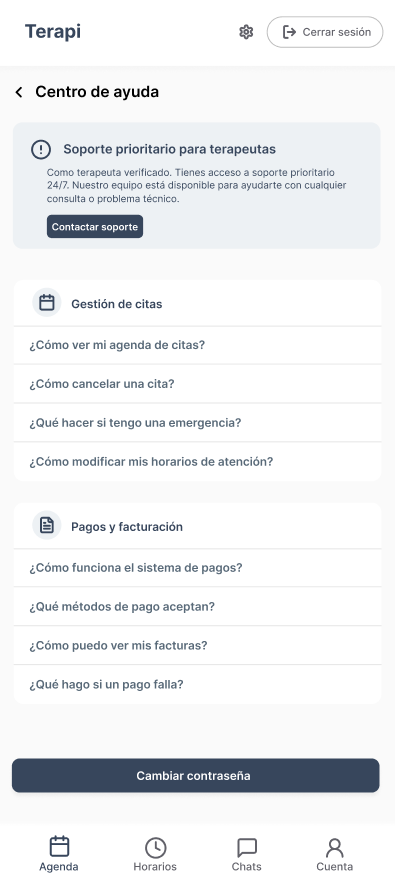 Terapi
Cerrar sesión
Centro de ayuda
Soporte prioritario para terapeutas
Como terapeuta verificado. Tienes acceso a soporte prioritario
24/7. Nuestro equipo está disponible para ayudarte con cualquier
consulta o problema técnico.
Contactar soporte
Gestión de citas
¿Cómo ver mi agenda de citas?
¿Cómo cancelar una cita?
¿Qué hacer si tengo una emergencia?
¿Cómo modificar mis horarios de atención?
Pagos y facturación
¿Cómo funciona el sistema de pagos?
¿Qué métodos de pago aceptan?
¿Cómo puedo ver mis facturas?
¿Qué hago si un pago falla?
Cambiar contraseña
Agenda
Horarios
Chats
Cuenta